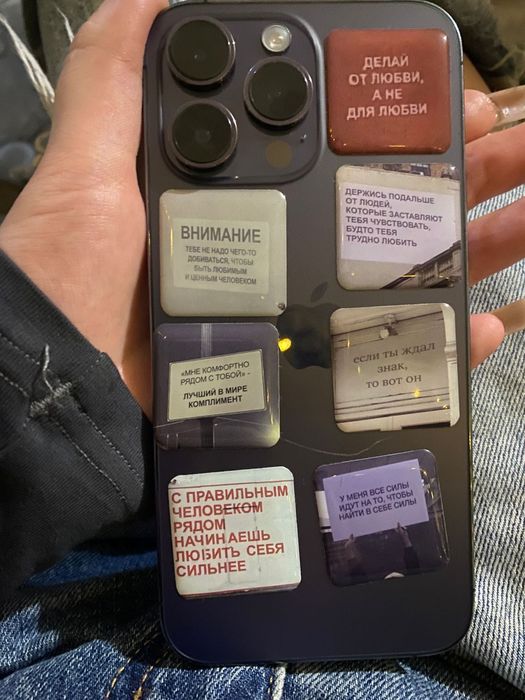 ДЕЛАЙ
ОТ ЛЮБВИ,
А НЕ
ДЛЯ ЛЮБВИ
ВНИМАНИЕ
ТЕБЕ НЕ НАДО ЧЕГО-ТО
ДОБИВАТЬСЯ, ЧТОБЫ
БЫТЬ ЛЮБИМЫМ
И ЦЕННЫМ ЧЕЛОВЕКОМ
ДЕРЖИСЬ ПОДАЛЬШЕ
ОТ ЛЮДЕЙ,
КОТОРЫЕ ЗАСТАВЛЯЮТ
ТЕБЯ ЧУВСТВОВАТЬ,
БУДТО ТЕБЯ
ТРУДНО ЛЮБИТЬ
«МНЕ КОМФОРТНО
РЯДОМ С ТОБОЙ» -
ЛУЧШИЙ В МИРЕ
КОМПЛИМЕНТ
если ты ждал
знак,
то вот он
С ПРАВИЛЬНЫМ
ЧЕЛОВЕКОМ
РЯДОМ
НАЧИНАЕШЬ
ЛЮБИТЬ СЕБЯ
СИЛЬНЕЕ
У МЕНЯ ВСЕ СИЛЫ
ИДУТ НА ТО, ЧТОБЫ
НАЙТИ В СЕБЕ СИЛЫ